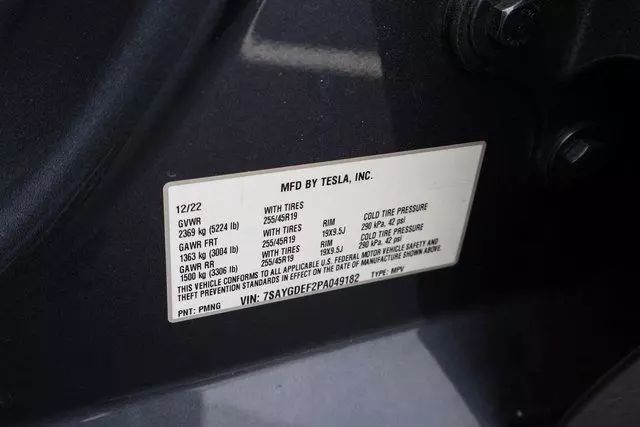 MFD BY TESLA, INC.
12/22
GVWR WITH TIRES
2369 kg (5224 lb) 255/45R19 RIM COLD TIRE PRESSURE
GAWR FRT WITH TIRES 19X9.5J 290 kPa, 42 psi
1363 kg (3004 lb) 255/45R19 RIM COLD TIRE PRESSURE
GAWR RR WITH TIRES 19X9.5J 290 kPa, 42 psi
1500 kg (3306 lb) 255/45R19
THIS VEHICLE CONFORMS TO ALL APPLICABLE U.S. FEDERAL MOTOR VEHICLE SAFETY AND
THEFT PREVENTION STANDARDS IN EFFECT ON THE DATE OF MANUFACTURE SHOWN ABOVE.
PNT: PMNG VIN: 7SAYGDEF2PA049182 TYPE: MPV